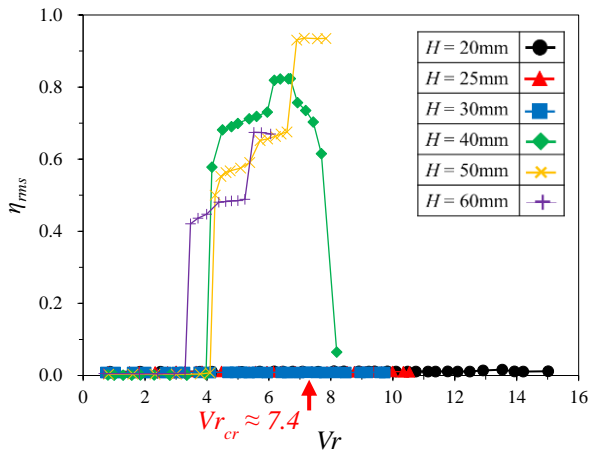 1.0
0.8
0.6
0.4
0.2
0.0
η_rms
H = 20mm
H = 25mm
H = 30mm
H = 40mm
H = 50mm
H = 60mm
0 2 4 6 8 10 12 14 16
Vr_cr ≈ 7.4
Vr